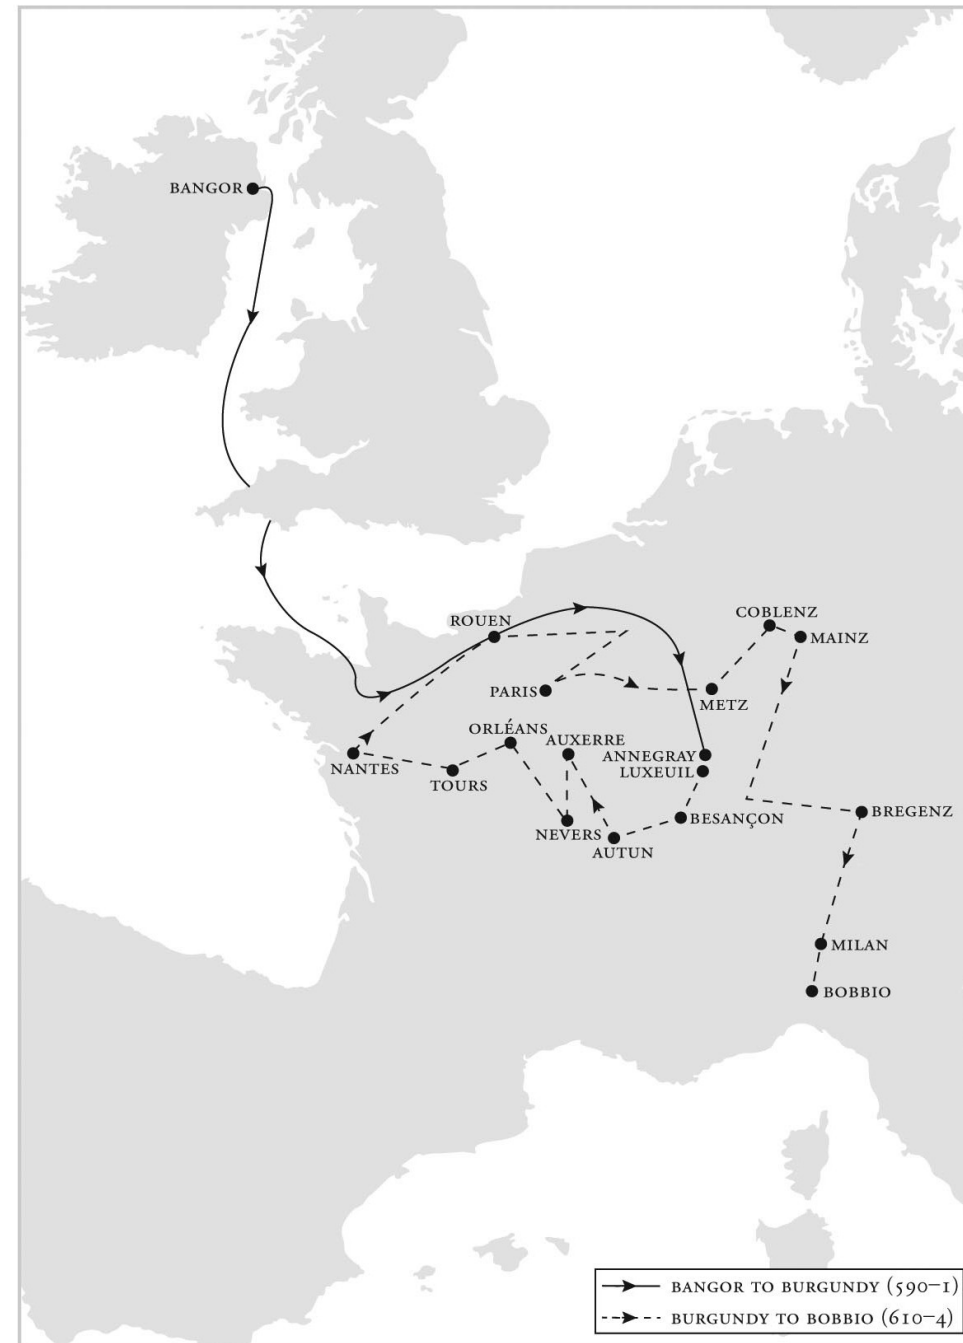 BANGOR
COBLENZ
ROUEN
MAINZ
PARIS
METZ
ORLÉANS
AUXERRE
ANNEGRAY
NANTES
LUXEUIL
TOURS
BESANÇON
BREGENZ
NEVERS
AUTUN
MILAN
BOBBIO
BANGOR TO BURGUNDY (590–1)
BURGUNDY TO BOBBIO (610–4)